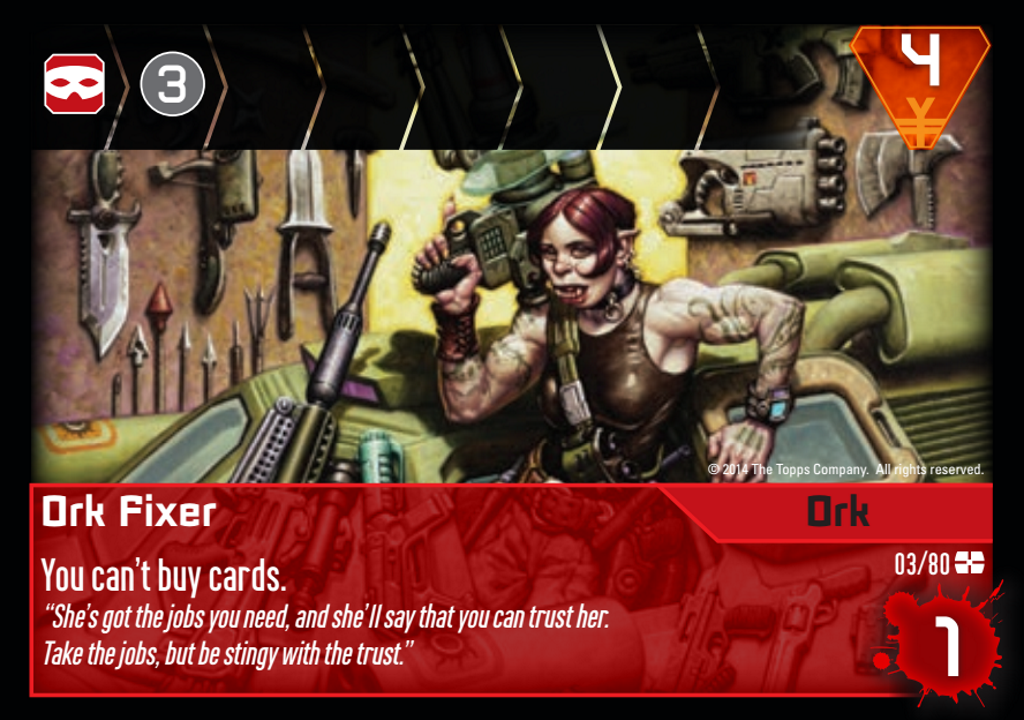 3
4
¥
© 2014 The Topps Company. All rights reserved.
Ork Fixer
Ork
You can't buy cards.
03/80
“She's got the jobs you need, and she'll say that you can trust her.
Take the jobs, but be stingy with the trust.”
1